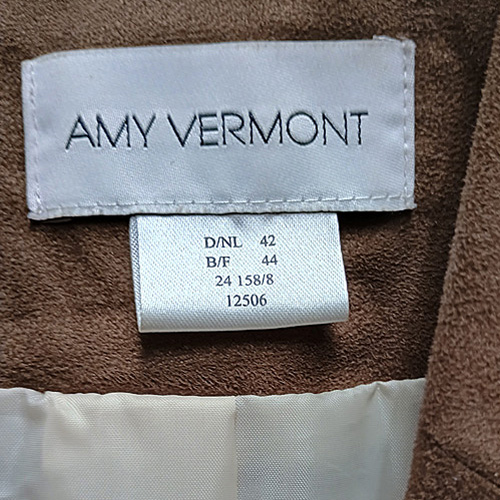 AMY VERMONT
D/NL 42
B/F 44
24 158/8
12506